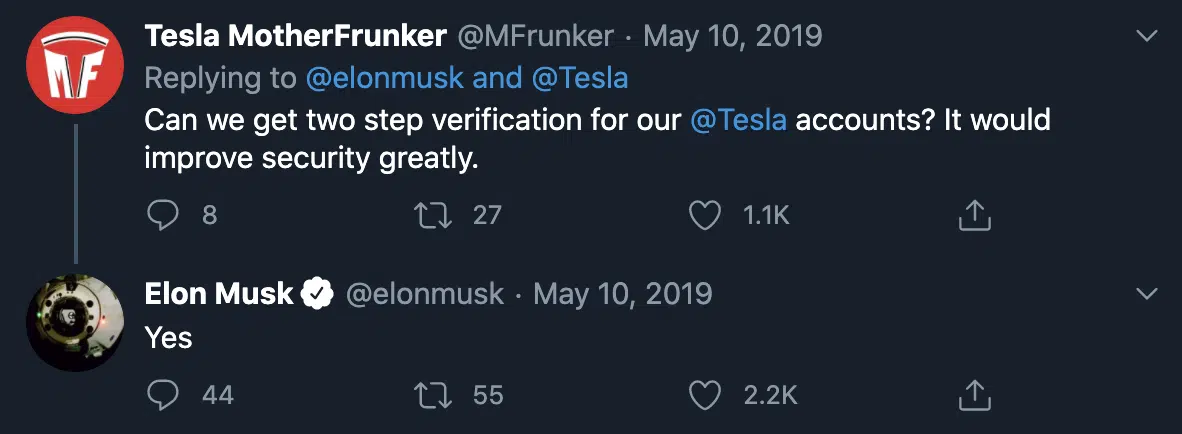 Tesla MotherFrunker @MFrunker · May 10, 2019
Replying to @elonmusk and @Tesla
Can we get two step verification for our @Tesla accounts? It would
improve security greatly.
8 27 1.1K
Elon Musk @elonmusk · May 10, 2019
Yes
44 55 2.2K
MF